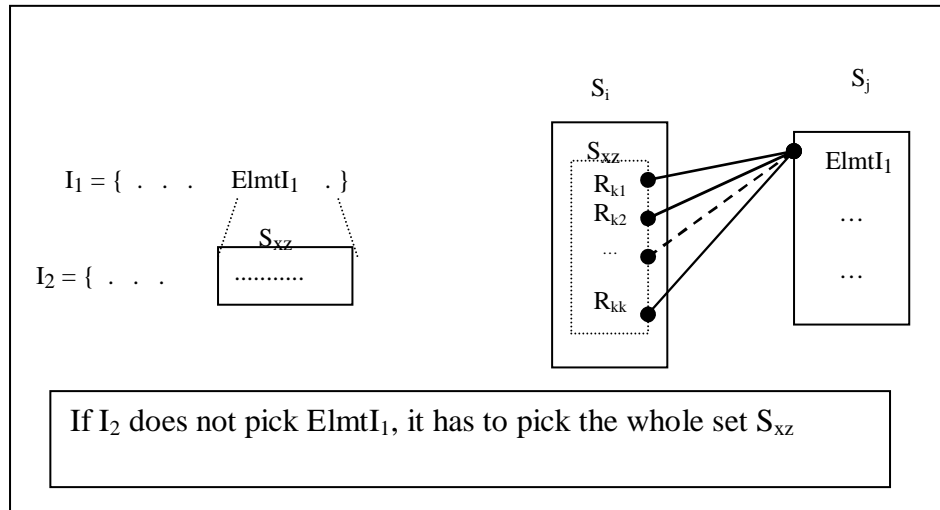 S_i
S_j
S_xz
ElmtI_1
I_1 = { . . . ElmtI_1 . }
R_k1
R_k2
S_xz
...
...
I_2 = { . . . ...........
...
R_kk
If I_2 does not pick ElmtI_1, it has to pick the whole set S_xz